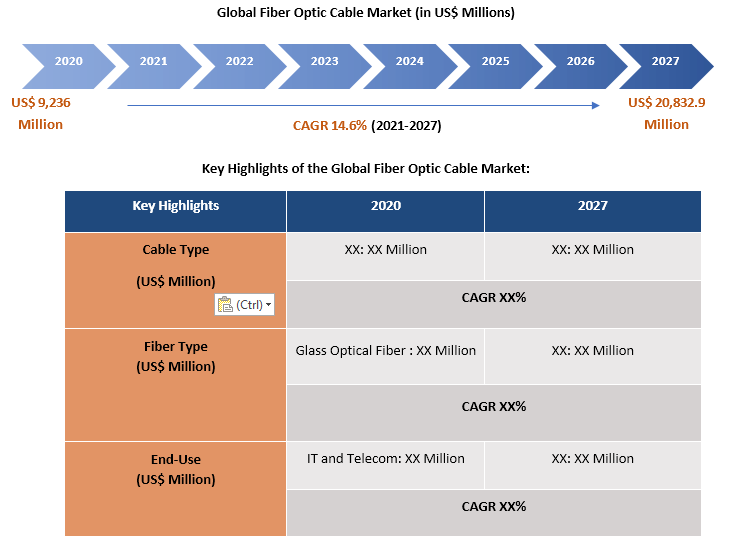 Global Fiber Optic Cable Market (in US$ Millions)
2020 2021 2022 2023 2024 2025 2026 2027
US$ 9,236
Million
US$ 20,832.9
Million
CAGR 14.6% (2021-2027)
Key Highlights of the Global Fiber Optic Cable Market:
Key Highlights 2020 2027
Cable Type
(US$ Million)
XX: XX Million XX: XX Million
(Ctrl)
CAGR XX%
Fiber Type
(US$ Million)
Glass Optical Fiber : XX Million XX: XX Million
CAGR XX%
End-Use
(US$ Million)
IT and Telecom: XX Million XX: XX Million
CAGR XX%